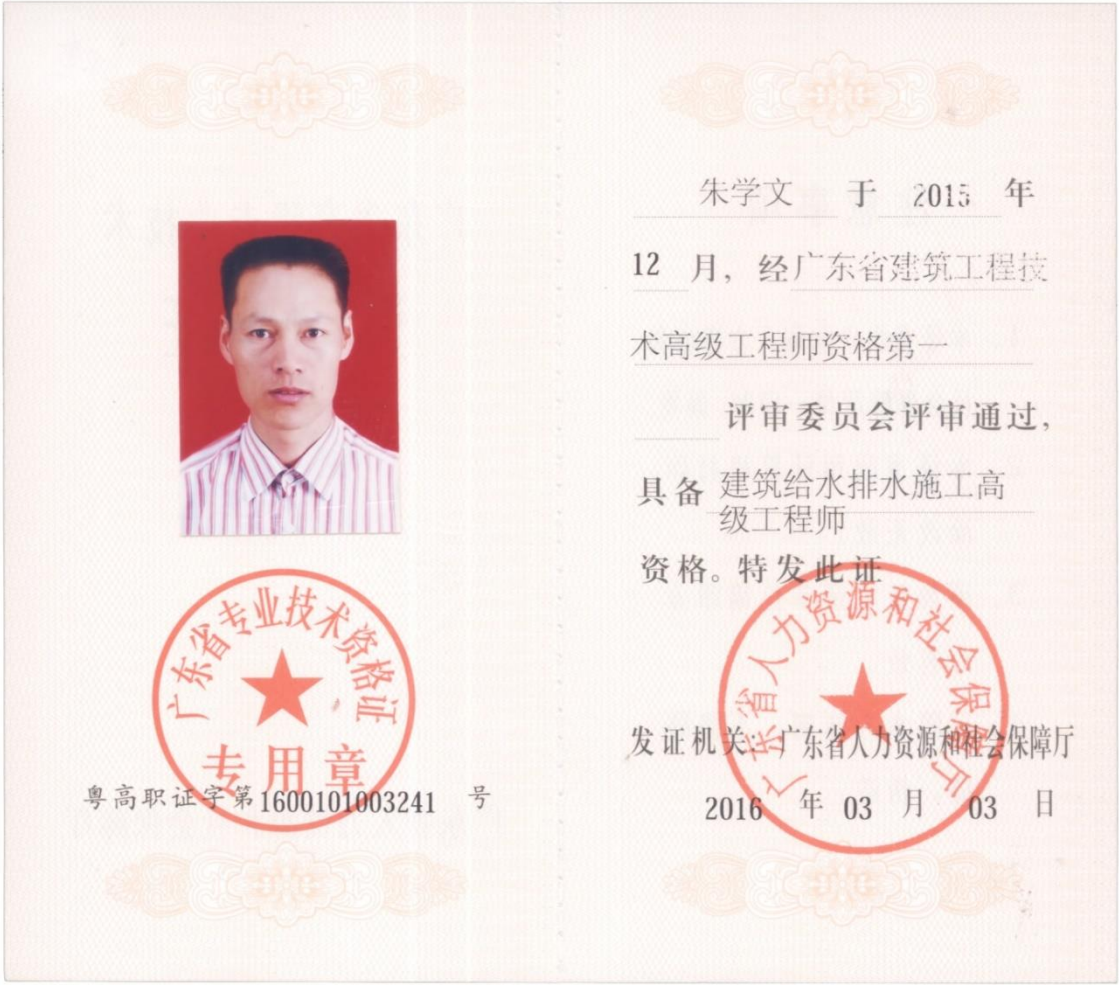 广东省专业技术资格证
专用章
粤高职证字第1600101003241 号
朱学文 于 2015 年
12 月，经广东省建筑工程技
术高级工程师资格第一
评审委员会评审通过，
具备 建筑给水排水施工高
级工程师
资格。特发此证
广东省人力资源和社会保障厅
发证机关：广东省人力资源和社会保障厅
2016 年 03 月 03 日